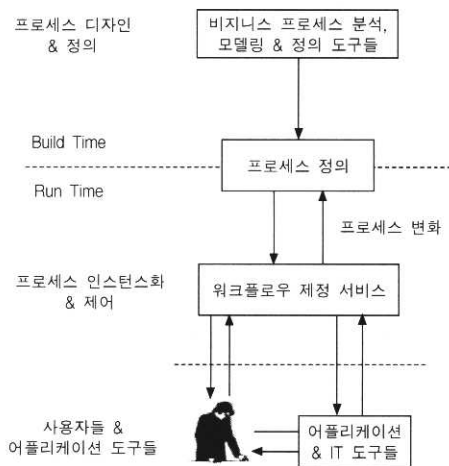 프로세스 디자인
& 정의
비지니스 프로세스 분석,
모델링 & 정의 도구들
Build Time
프로세스 정의
Run Time
프로세스 변화
프로세스 인스턴스화
& 제어
워크플로우 제정 서비스
사용자들 &
어플리케이션 도구들
어플리케이션
& IT 도구들